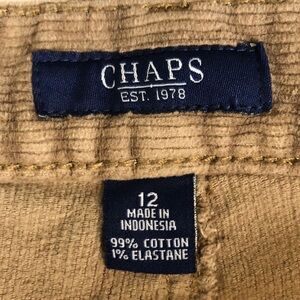 CHAPS
EST. 1978
12
MADE IN
INDONESIA
99% COTTON
1% ELASTANE